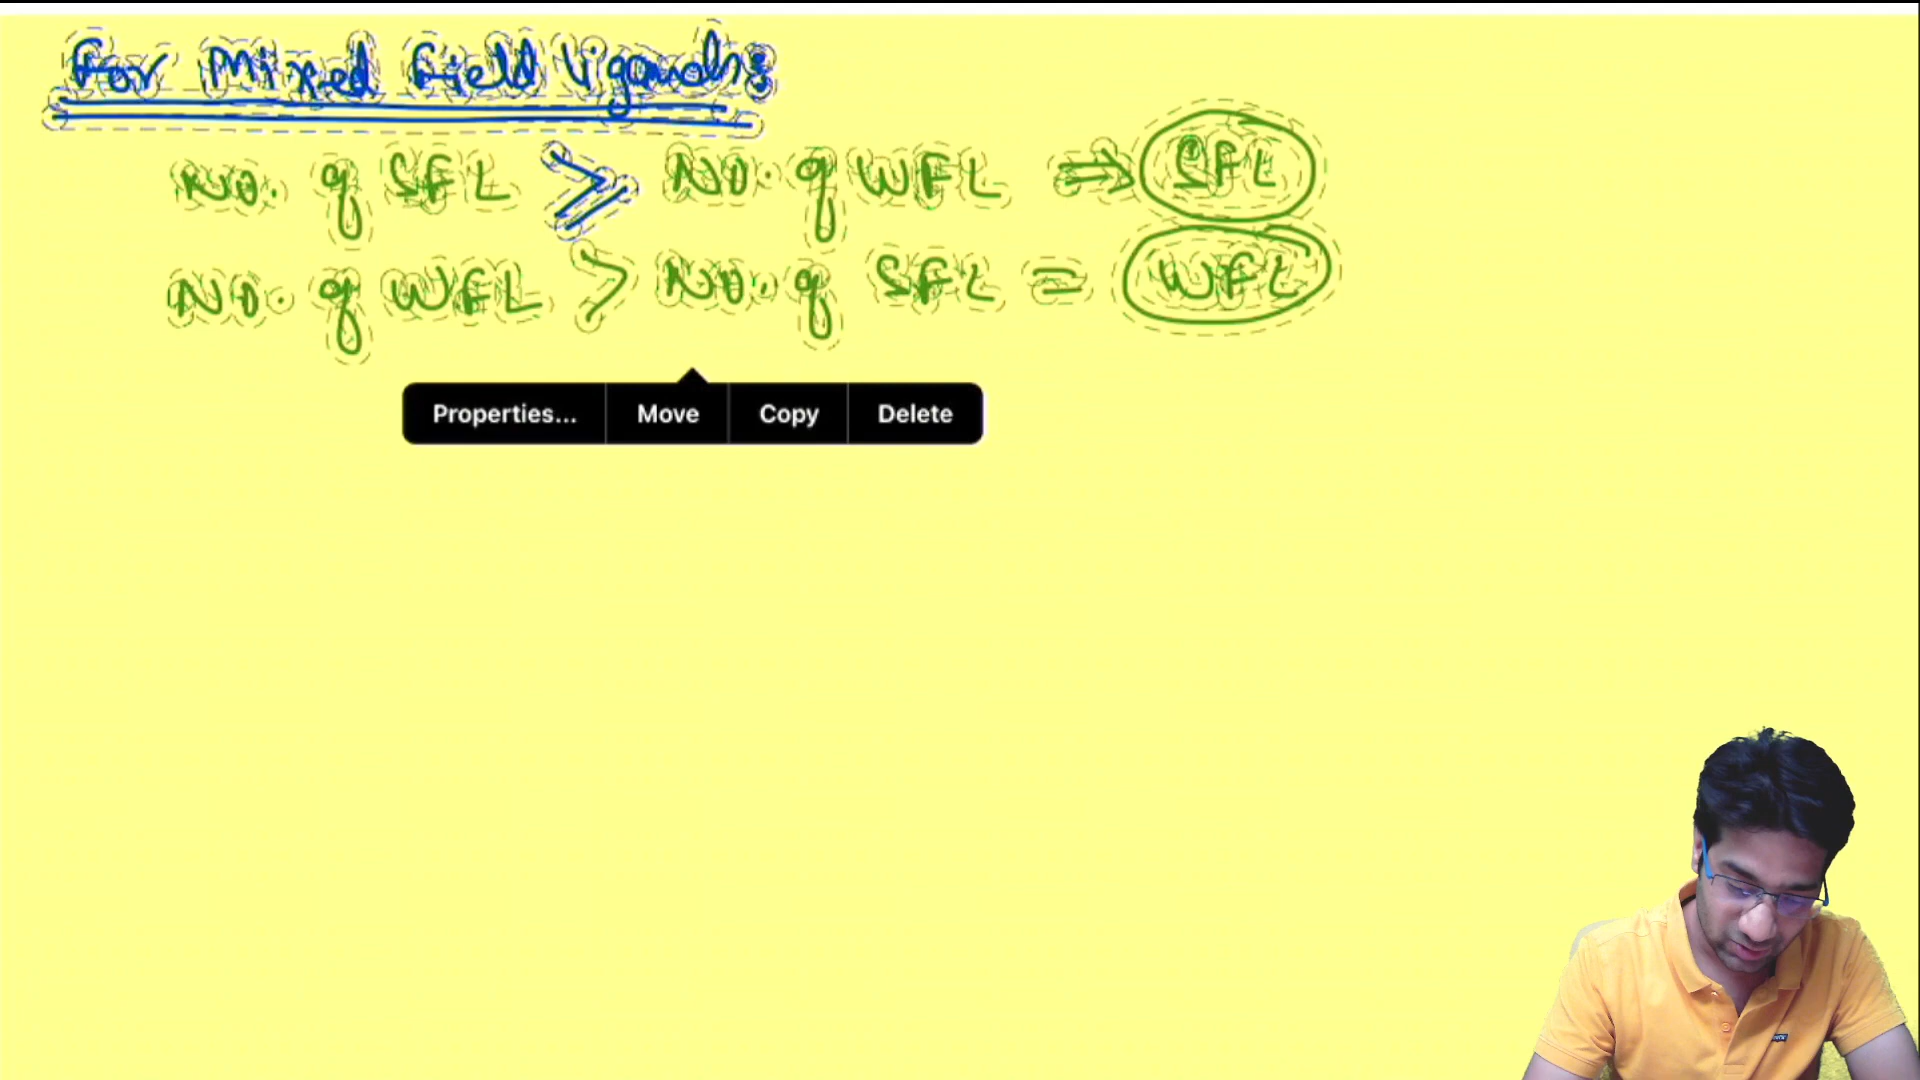 For Mixed field ligands:
No. of SFL ⩾ No. of WFL ⇒ SFL
No. of WFL > No. of SFL = WFL
Properties... Move Copy Delete